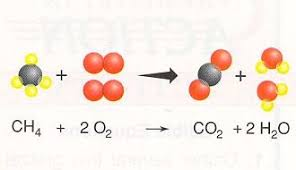 + → +
CH₄ + 2 O₂ → CO₂ + 2 H₂O